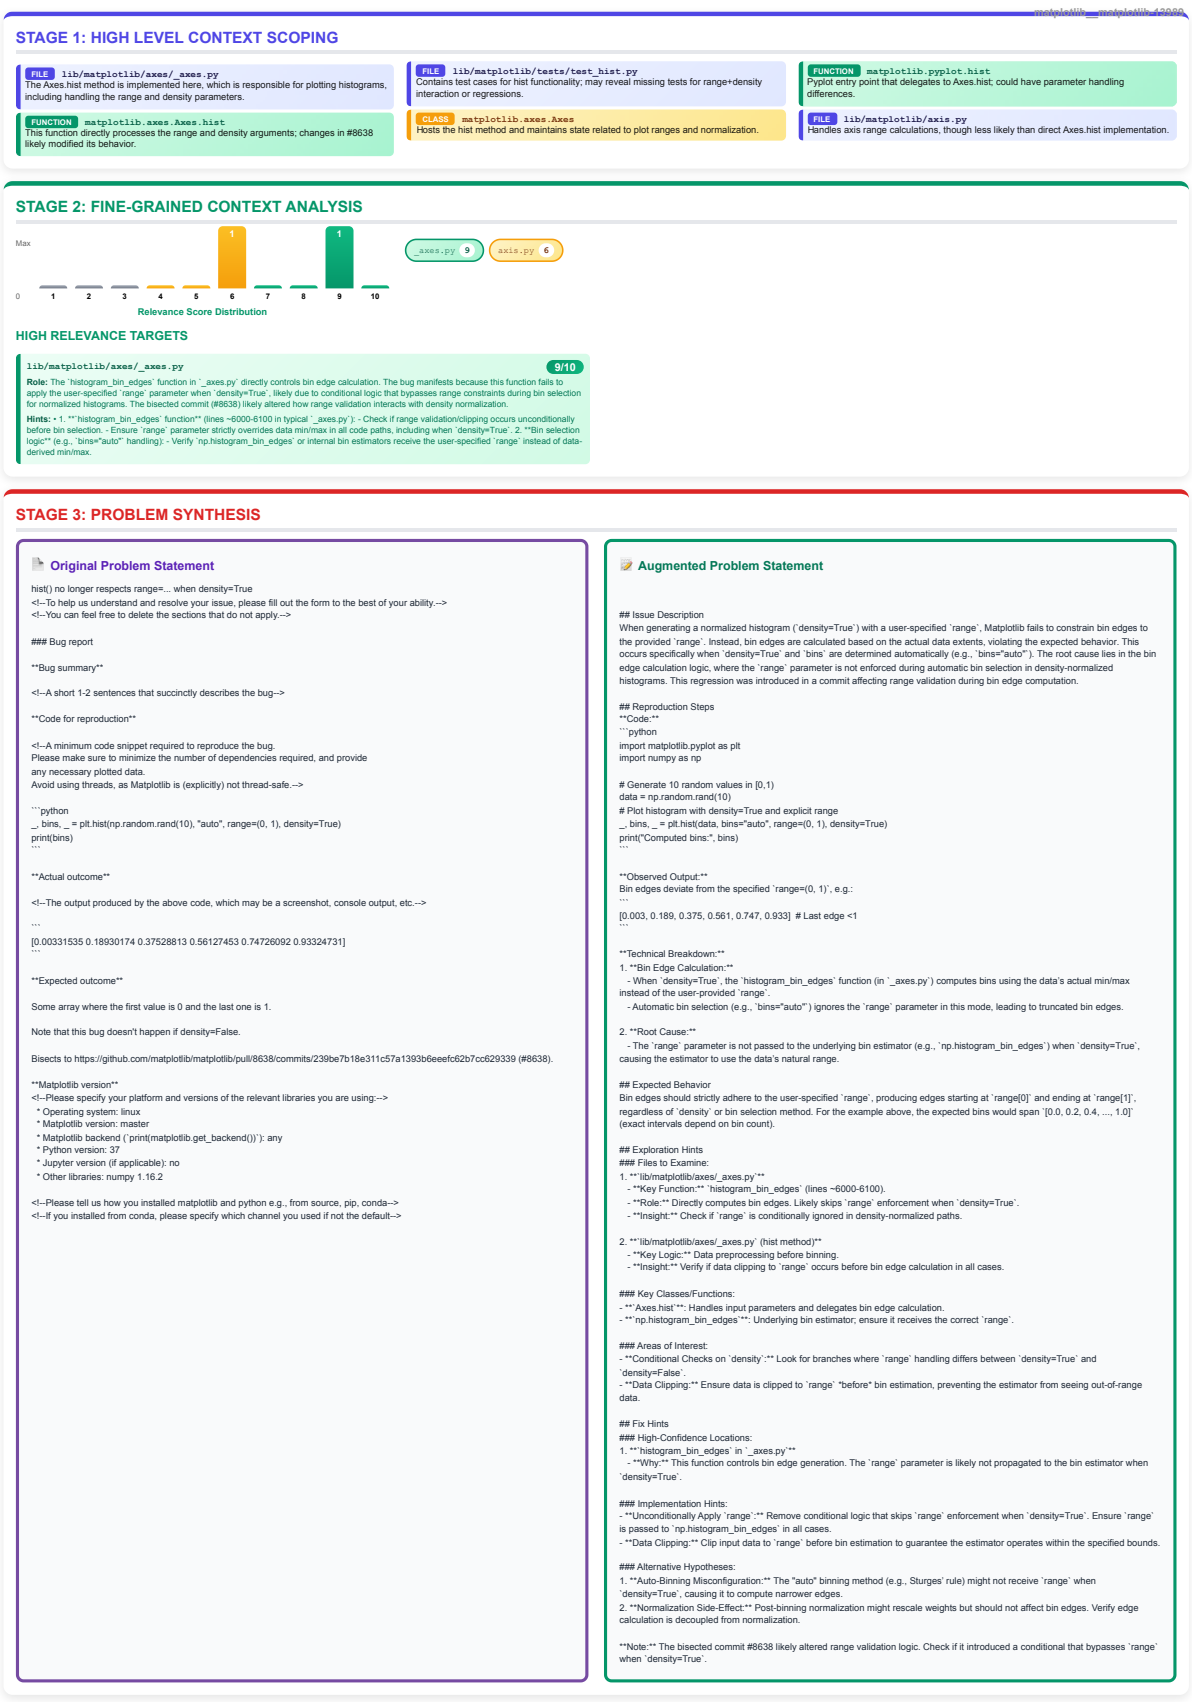 matplotlib__matplotlib-13989
STAGE 1: HIGH LEVEL CONTEXT SCOPING
FILE lib/matplotlib/axes/_axes.py
The Axes.hist method is implemented here, which is responsible for plotting histograms,
including handling the range and density parameters.
FUNCTION matplotlib.axes.Axes.hist
This function directly processes the range and density arguments; changes in #8638
likely modified its behavior.
FILE lib/matplotlib/tests/test_hist.py
Contains test cases for hist functionality; may reveal missing tests for range+density
interaction or regressions.
CLASS matplotlib.axes.Axes
Hosts the hist method and maintains state related to plot ranges and normalization.
FUNCTION matplotlib.pyplot.hist
Pyplot entry point that delegates to Axes.hist; could have parameter handling
differences.
FILE lib/matplotlib/axis.py
Handles axis range calculations, though less likely than direct Axes.hist implementation.
STAGE 2: FINE-GRAINED CONTEXT ANALYSIS
Max
0
1
1
1 2 3 4 5 6 7 8 9 10
Relevance Score Distribution
_axes.py 9
axis.py 6
HIGH RELEVANCE TARGETS
lib/matplotlib/axes/_axes.py 9/10
Role: The `histogram_bin_edges` function in `_axes.py` directly controls bin edge calculation. The bug manifests because this function fails to
apply the user-specified `range` parameter when `density=True`, likely due to conditional logic that bypasses range constraints during bin selection
for normalized histograms. The bisected commit (#8638) likely altered how range validation interacts with density normalization.
Hints: • 1. **`histogram_bin_edges` function** (lines ~6000-6100 in typical `_axes.py`): - Check if range validation/clipping occurs unconditionally
before bin selection. - Ensure `range` parameter strictly overrides data min/max in all code paths, including when `density=True`. 2. **Bin selection
logic** (e.g., `bins="auto"` handling): - Verify `np.histogram_bin_edges` or internal bin estimators receive the user-specified `range` instead of data-
derived min/max.
STAGE 3: PROBLEM SYNTHESIS
Original Problem Statement
hist() no longer respects range=... when density=True
<!--To help us understand and resolve your issue, please fill out the form to the best of your ability.-->
<!--You can feel free to delete the sections that do not apply.-->
### Bug report
**Bug summary**
<!--A short 1-2 sentences that succinctly describes the bug-->
**Code for reproduction**
<!--A minimum code snippet required to reproduce the bug.
Please make sure to minimize the number of dependencies required, and provide
any necessary plotted data.
Avoid using threads, as Matplotlib is (explicitly) not thread-safe.-->
```python
_, bins, _ = plt.hist(np.random.rand(10), "auto", range=(0, 1), density=True)
print(bins)
```
**Actual outcome**
<!--The output produced by the above code, which may be a screenshot, console output, etc.-->
```
[0.00331535 0.18930174 0.37528813 0.56127453 0.74726092 0.93324731]
```
**Expected outcome**
Some array where the first value is 0 and the last one is 1.
Note that this bug doesn't happen if density=False.
Bisects to https://github.com/matplotlib/matplotlib/pull/8638/commits/239be7b18e311c57a1393b6eeefc62b7cc629339 (#8638).
**Matplotlib version**
<!--Please specify your platform and versions of the relevant libraries you are using:-->
* Operating system: linux
* Matplotlib version: master
* Matplotlib backend (`print(matplotlib.get_backend())`): any
* Python version: 37
* Jupyter version (if applicable): no
* Other libraries: numpy 1.16.2
<!--Please tell us how you installed matplotlib and python e.g., from source, pip, conda-->
<!--If you installed from conda, please specify which channel you used if not the default-->
Augmented Problem Statement
## Issue Description
When generating a normalized histogram (`density=True`) with a user-specified `range`, Matplotlib fails to constrain bin edges to
the provided `range`. Instead, bin edges are calculated based on the actual data extents, violating the expected behavior. This
occurs specifically when `density=True` and `bins` are determined automatically (e.g., `bins="auto"`). The root cause lies in the bin
edge calculation logic, where the `range` parameter is not enforced during automatic bin selection in density-normalized
histograms. This regression was introduced in a commit affecting range validation during bin edge computation.
## Reproduction Steps
**Code:**
```python
import matplotlib.pyplot as plt
import numpy as np
# Generate 10 random values in [0,1)
data = np.random.rand(10)
# Plot histogram with density=True and explicit range
_, bins, _ = plt.hist(data, bins="auto", range=(0, 1), density=True)
print("Computed bins:", bins)
```
**Observed Output:**
Bin edges deviate from the specified `range=(0, 1)`, e.g.:
```
[0.003, 0.189, 0.375, 0.561, 0.747, 0.933] # Last edge <1
```
**Technical Breakdown:**
1. **Bin Edge Calculation:**
- When `density=True`, the `histogram_bin_edges` function (in `_axes.py`) computes bins using the data's actual min/max
instead of the user-provided `range`.
- Automatic bin selection (e.g., `bins="auto"`) ignores the `range` parameter in this mode, leading to truncated bin edges.
2. **Root Cause:**
- The `range` parameter is not passed to the underlying bin estimator (e.g., `np.histogram_bin_edges`) when `density=True`,
causing the estimator to use the data's natural range.
## Expected Behavior
Bin edges should strictly adhere to the user-specified `range`, producing edges starting at `range[0]` and ending at `range[1]`,
regardless of `density` or bin selection method. For the example above, the expected bins would span `[0.0, 0.2, 0.4, ..., 1.0]`
(exact intervals depend on bin count).
## Exploration Hints
### Files to Examine:
1. **`lib/matplotlib/axes/_axes.py`**
- **Key Function:** `histogram_bin_edges` (lines ~6000-6100).
- **Role:** Directly computes bin edges. Likely skips `range` enforcement when `density=True`.
- **Insight:** Check if `range` is conditionally ignored in density-normalized paths.
2. **`lib/matplotlib/axes/_axes.py` (hist method)**
- **Key Logic:** Data preprocessing before binning.
- **Insight:** Verify if data clipping to `range` occurs before bin edge calculation in all cases.
### Key Classes/Functions:
- **`Axes.hist`**: Handles input parameters and delegates bin edge calculation.
- **`np.histogram_bin_edges`**: Underlying bin estimator; ensure it receives the correct `range`.
### Areas of Interest:
- **Conditional Checks on `density`:** Look for branches where `range` handling differs between `density=True` and
`density=False`.
- **Data Clipping:** Ensure data is clipped to `range` *before* bin estimation, preventing the estimator from seeing out-of-range
data.
## Fix Hints
### High-Confidence Locations:
1. **`histogram_bin_edges` in `_axes.py`**
- **Why:** This function controls bin edge generation. The `range` parameter is likely not propagated to the bin estimator when
`density=True`.
### Implementation Hints:
- **Unconditionally Apply `range`:** Remove conditional logic that skips `range` enforcement when `density=True`. Ensure `range`
is passed to `np.histogram_bin_edges` in all cases.
- **Data Clipping:** Clip input data to `range` before bin estimation to guarantee the estimator operates within the specified bounds.
### Alternative Hypotheses:
1. **Auto-Binning Misconfiguration:** The "auto" binning method (e.g., Sturges' rule) might not receive `range` when
`density=True`, causing it to compute narrower edges.
2. **Normalization Side-Effect:** Post-binning normalization might rescale weights but should not affect bin edges. Verify edge
calculation is decoupled from normalization.
**Note:** The bisected commit #8638 likely altered range validation logic. Check if it introduced a conditional that bypasses `range`
when `density=True`.